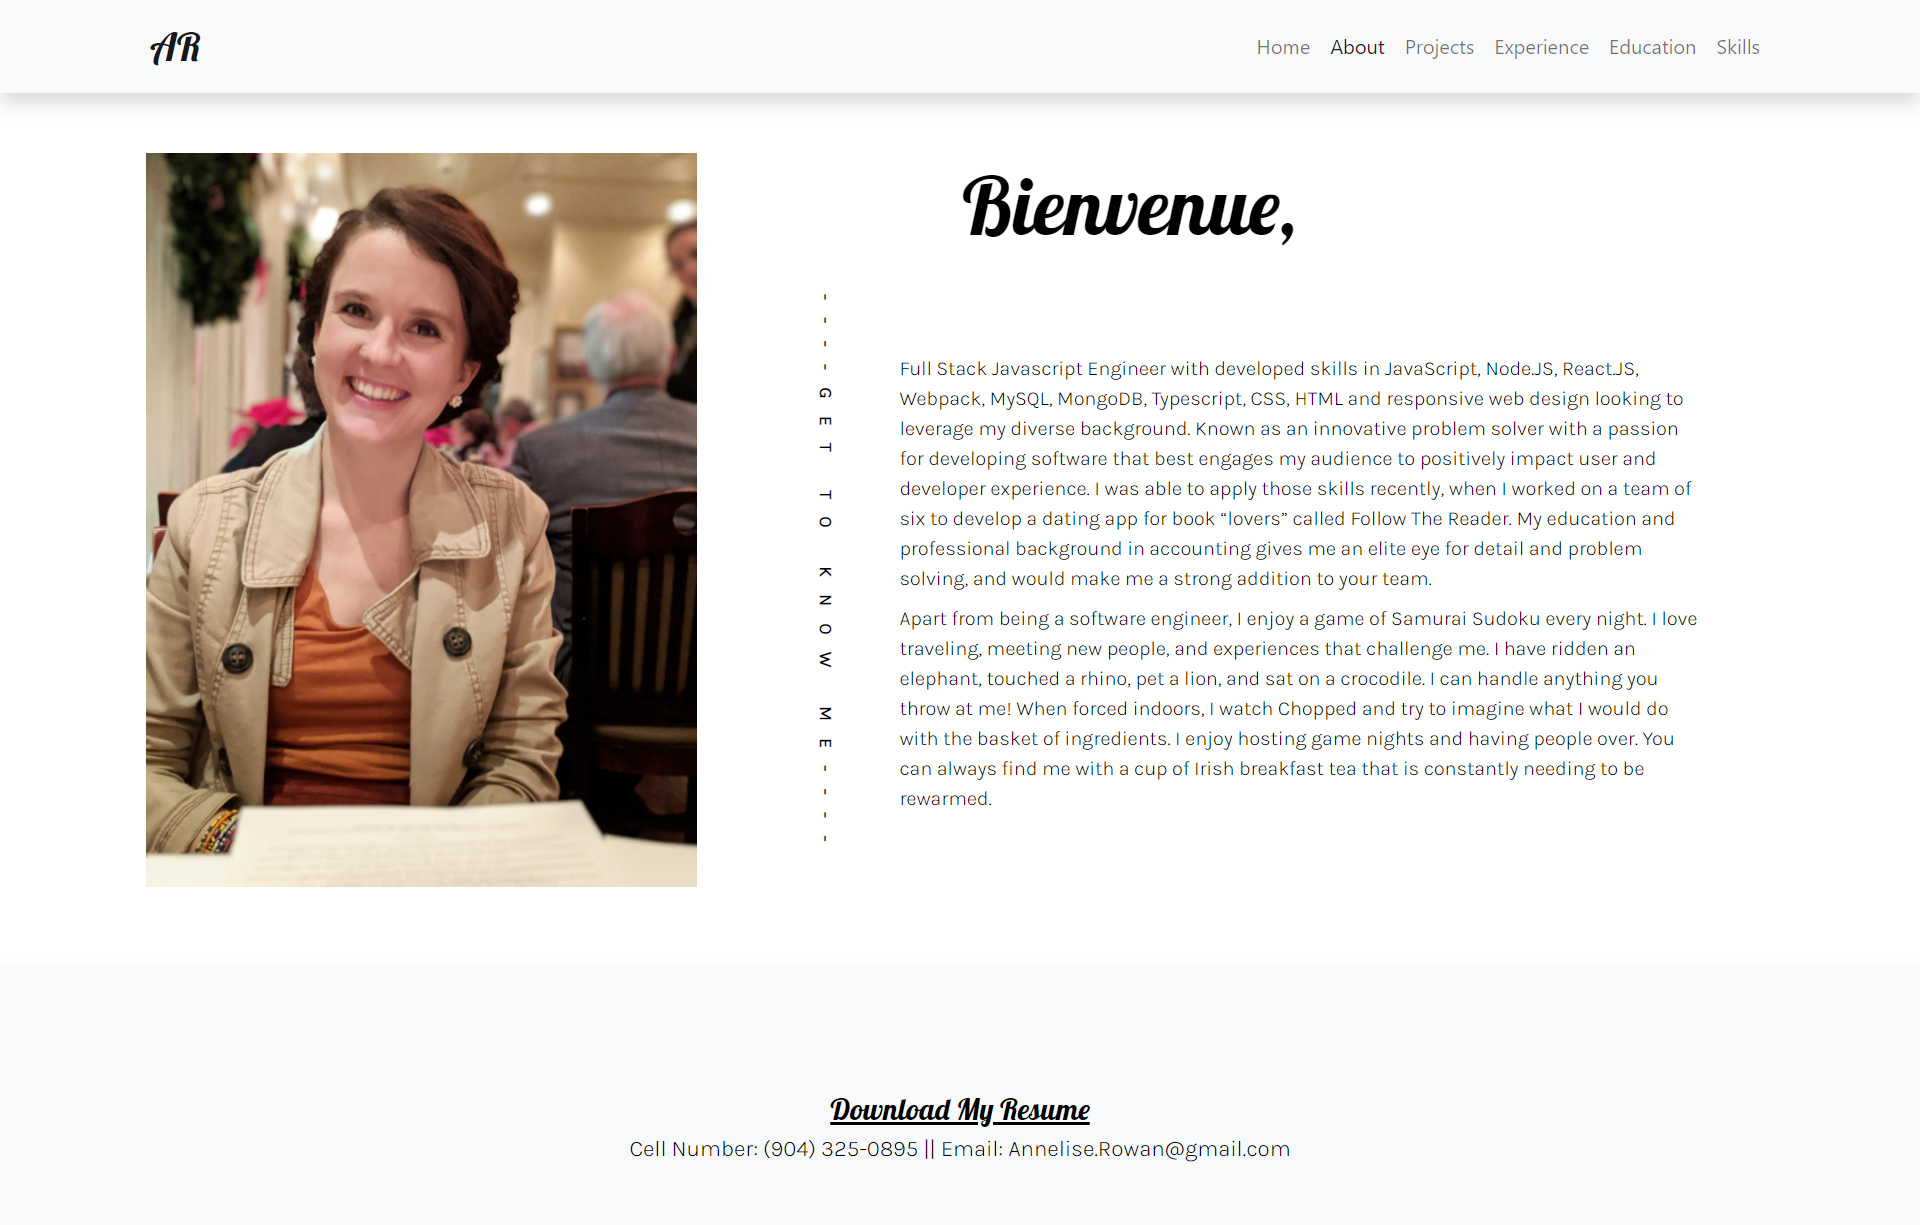 AR
Home About Projects Experience Education Skills
Bienvenue,
----GET TO KNOW ME----
Full Stack Javascript Engineer with developed skills in JavaScript, Node.JS, React.JS,
Webpack, MySQL, MongoDB, Typescript, CSS, HTML and responsive web design looking to
leverage my diverse background. Known as an innovative problem solver with a passion
for developing software that best engages my audience to positively impact user and
developer experience. I was able to apply those skills recently, when I worked on a team of
six to develop a dating app for book “lovers” called Follow The Reader. My education and
professional background in accounting gives me an elite eye for detail and problem
solving, and would make me a strong addition to your team.
Apart from being a software engineer, I enjoy a game of Samurai Sudoku every night. I love
traveling, meeting new people, and experiences that challenge me. I have ridden an
elephant, touched a rhino, pet a lion, and sat on a crocodile. I can handle anything you
throw at me! When forced indoors, I watch Chopped and try to imagine what I would do
with the basket of ingredients. I enjoy hosting game nights and having people over. You
can always find me with a cup of Irish breakfast tea that is constantly needing to be
rewarmed.
Download My Resume
Cell Number: (904) 325-0895 || Email: Annelise.Rowan@gmail.com